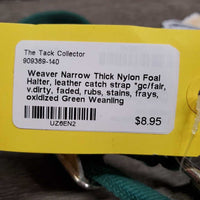 The Tack Collector
909369-140
Weaver Narrow Thick Nylon Foal
Halter, leather catch strap *gc/fair,
v.dirty, faded, rubs, stains, frays,
oxidized Green Weanling
UZ6EN2
$8.95